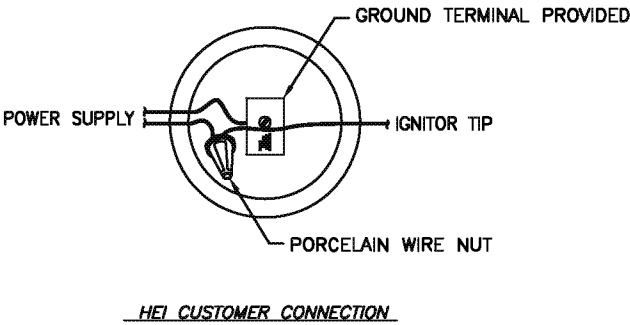 GROUND TERMINAL PROVIDED
POWER SUPPLY
IGNITOR TIP
PORCELAIN WIRE NUT
HEI CUSTOMER CONNECTION